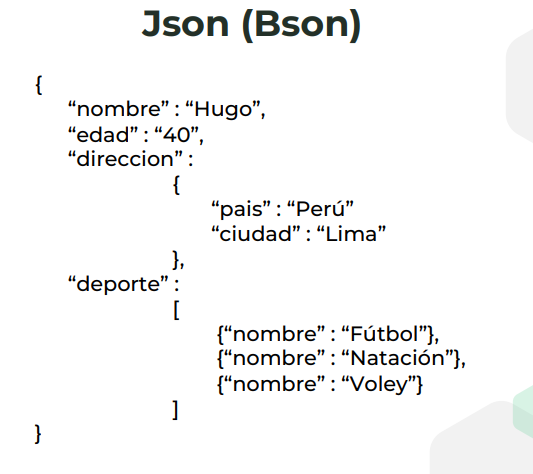 Json (Bson)
{
“nombre” : “Hugo”,
“edad” : “40”,
“direccion” :
{
“pais” : “Perú”
“ciudad” : “Lima”
},
“deporte” :
[
{“nombre” : “Fútbol”},
{“nombre” : “Natación”},
{“nombre” : “Voley”}
]
}